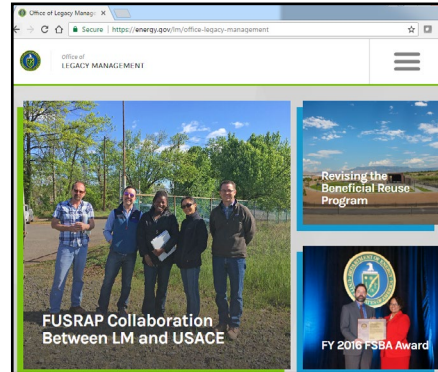 Office of Legacy Manage
Secure | https://energy.gov/lm/office-legacy-management
Office of
LEGACY MANAGEMENT
Revising the
Beneficial Reuse
Program
FUSRAP Collaboration
Between LM and USACE
FY 2016 FSBA Award